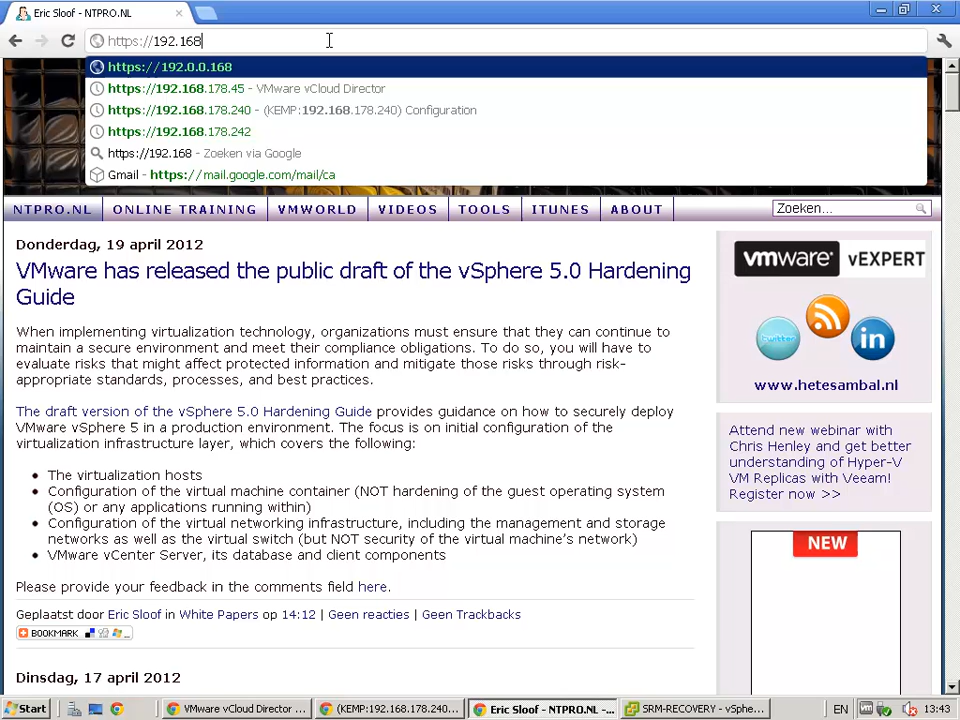 Eric Sloof - NTPRO.NL
https://192.168
https://192.0.0.168
https://192.168.178.45 - VMware vCloud Director
https://192.168.178.240 - (KEMP:192.168.178.240) Configuration
https://192.168.178.242
https://192.168 - Zoeken via Google
Gmail - https://mail.google.com/mail/ca
NTPRO.NL ONLINE TRAINING VMWORLD VIDEOS TOOLS ITUNES ABOUT Zoeken...
Donderdag, 19 april 2012
VMware has released the public draft of the vSphere 5.0 Hardening
Guide
When implementing virtualization technology, organizations must ensure that they can continue to
maintain a secure environment and meet their compliance obligations. To do so, you will have to
evaluate risks that might affect protected information and mitigate those risks through risk-
appropriate standards, processes, and best practices.
The draft version of the vSphere 5.0 Hardening Guide provides guidance on how to securely deploy
VMware vSphere 5 in a production environment. The focus is on initial configuration of the
virtualization infrastructure layer, which covers the following:
The virtualization hosts
Configuration of the virtual machine container (NOT hardening of the guest operating system
(OS) or any applications running within)
Configuration of the virtual networking infrastructure, including the management and storage
networks as well as the virtual switch (but NOT security of the virtual machine's network)
VMware vCenter Server, its database and client components
Please provide your feedback in the comments field here.
Geplaatst door Eric Sloof in White Papers op 14:12 | Geen reacties | Geen Trackbacks
BOOKMARK
Dinsdag, 17 april 2012
vmware vEXPERT
twitter
in
www.hetesambal.nl
Attend new webinar with
Chris Henley and get better
understanding of Hyper-V
VM Replicas with Veeam!
Register now >>
NEW
Start VMware vCloud Director ... (KEMP:192.168.178.240... Eric Sloof - NTPRO.NL -... SRM-RECOVERY - vSphe... EN vm 13:43